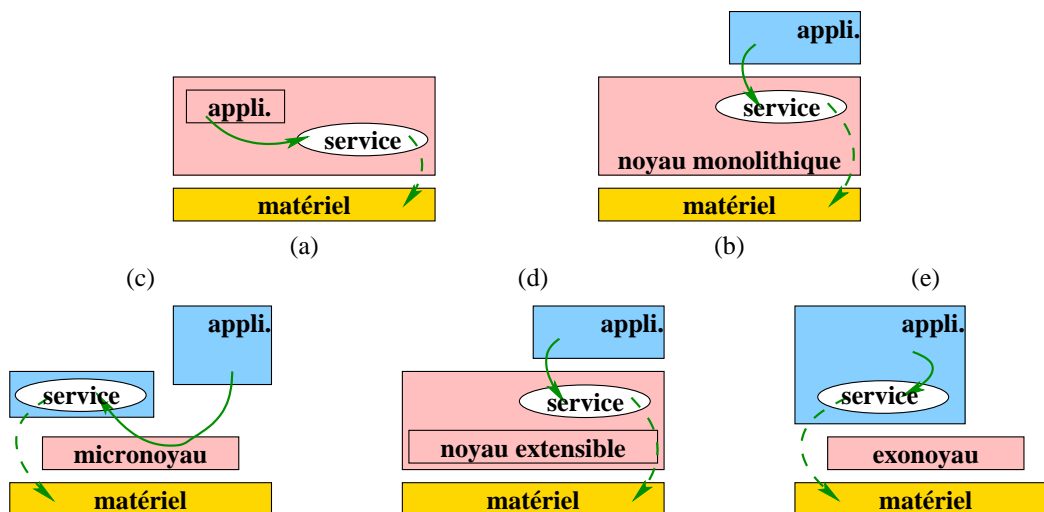 appli.
service
matériel
(a)
appli.
service
noyau monolithique
matériel
(b)
(c)
appli.
service
micronoyau
matériel
(d)
appli.
service
noyau extensible
matériel
(e)
appli.
service
exonoyau
matériel